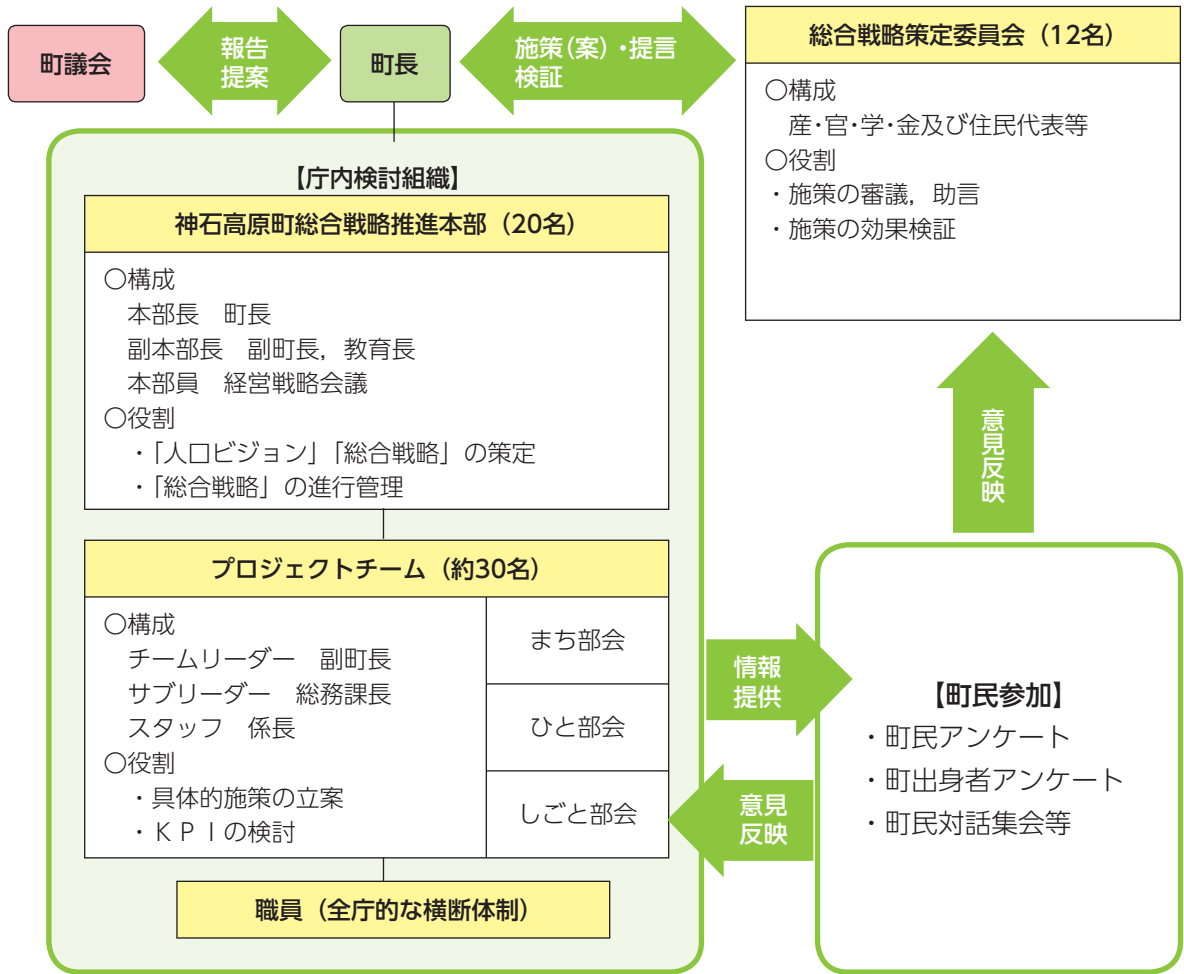 町議会
報告
提案
町長
施策(案)・提言
検証
総合戦略策定委員会（12名）
○構成
産・官・学・金及び住民代表等
○役割
・施策の審議，助言
・施策の効果検証
【庁内検討組織】
神石高原町総合戦略推進本部（20名）
○構成
本部長　町長
副本部長　副町長，教育長
本部員　経営戦略会議
○役割
・「人口ビジョン」「総合戦略」の策定
・「総合戦略」の進行管理
プロジェクトチーム（約30名）
○構成
チームリーダー　副町長
サブリーダー　総務課長
スタッフ　係長
○役割
・具体的施策の立案
・ＫＰＩの検討
まち部会
ひと部会
しごと部会
職員（全庁的な横断体制）
情報
提供
意見
反映
意見反映
【町民参加】
・町民アンケート
・町出身者アンケート
・町民対話集会等